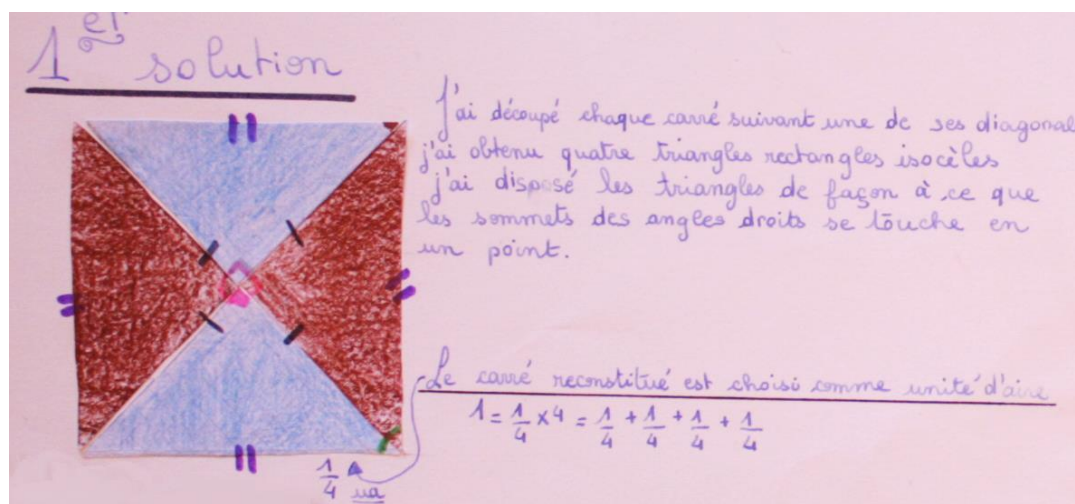 1er solution
J'ai découpé chaque carré suivant une de ses diagonal
j'ai obtenu quatre triangles rectangles isocèles
j'ai disposé les triangles de façon à ce que
les sommets des angles droits se touche en
un point.
Le carré reconstitué est choisi comme unité d'aire
1 = 1/4 × 4 = 1/4 + 1/4 + 1/4 + 1/4
1/4 ua